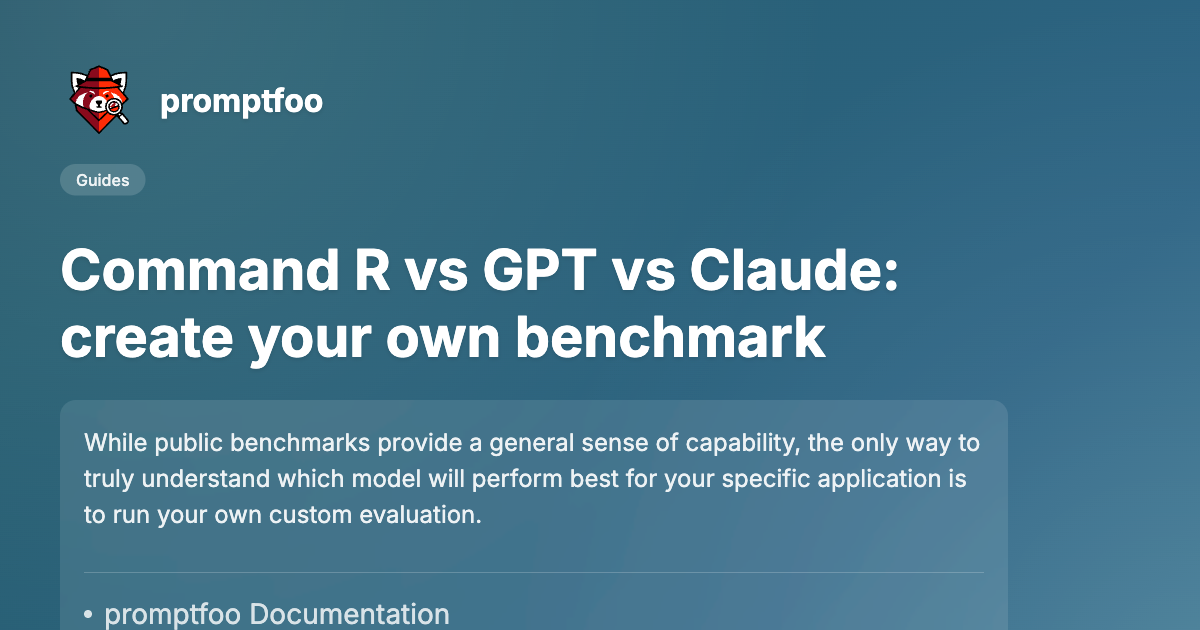 promptfoo
Guides
Command R vs GPT vs Claude:
create your own benchmark
While public benchmarks provide a general sense of capability, the only way to
truly understand which model will perform best for your specific application is
to run your own custom evaluation.
• promptfoo Documentation